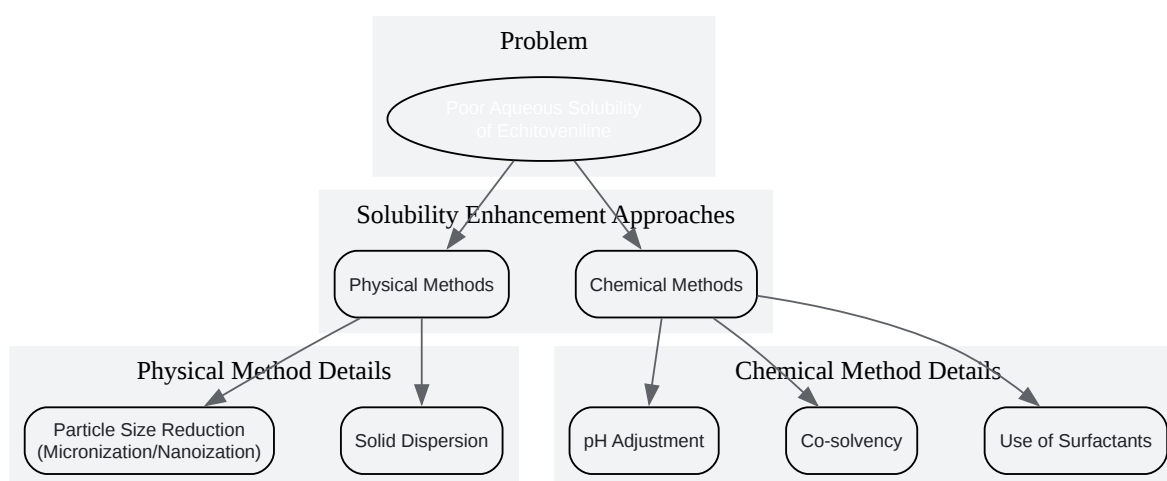 Problem
Poor Aqueous Solubility
of Echitoveniline
Solubility Enhancement Approaches
Physical Methods
Chemical Methods
Physical Method Details
Chemical Method Details
Particle Size Reduction
(Micronization/Nanoization)
Solid Dispersion
pH Adjustment
Co-solvency
Use of Surfactants